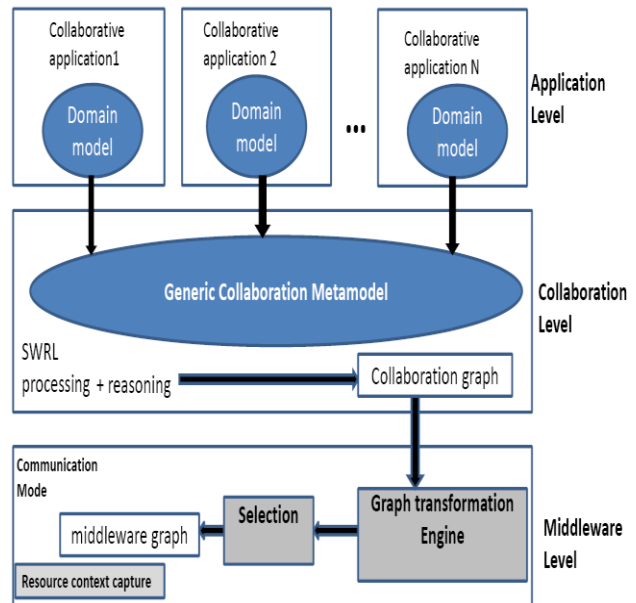 Collaborative
application1
Domain
model
Collaborative
application 2
Domain
model
...
Collaborative
application N
Domain
model
Application
Level
Generic Collaboration Metamodel
Collaboration
Level
SWRL
processing + reasoning
Collaboration graph
Communication
Mode
middleware graph
Selection
Graph transformation
Engine
Middleware
Level
Resource context capture